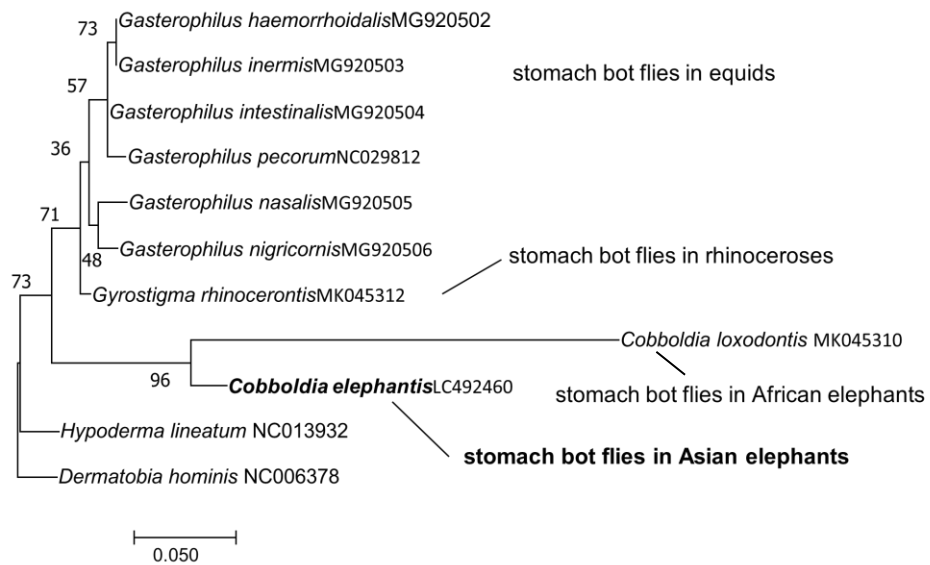 Gasterophilus haemorrhoidalisMG920502
73
Gasterophilus inermisMG920503
stomach bot flies in equids
57
Gasterophilus intestinalisMG920504
36
Gasterophilus pecorumNC029812
Gasterophilus nasalisMG920505
71
Gasterophilus nigricornisMG920506
48
stomach bot flies in rhinoceroses
73
Gyrostigma rhinocerontisMK045312
Cobboldia loxodontis MK045310
96
Cobboldia elephantisLC492460
stomach bot flies in African elephants
Hypoderma lineatum NC013932
stomach bot flies in Asian elephants
Dermatobia hominis NC006378
0.050